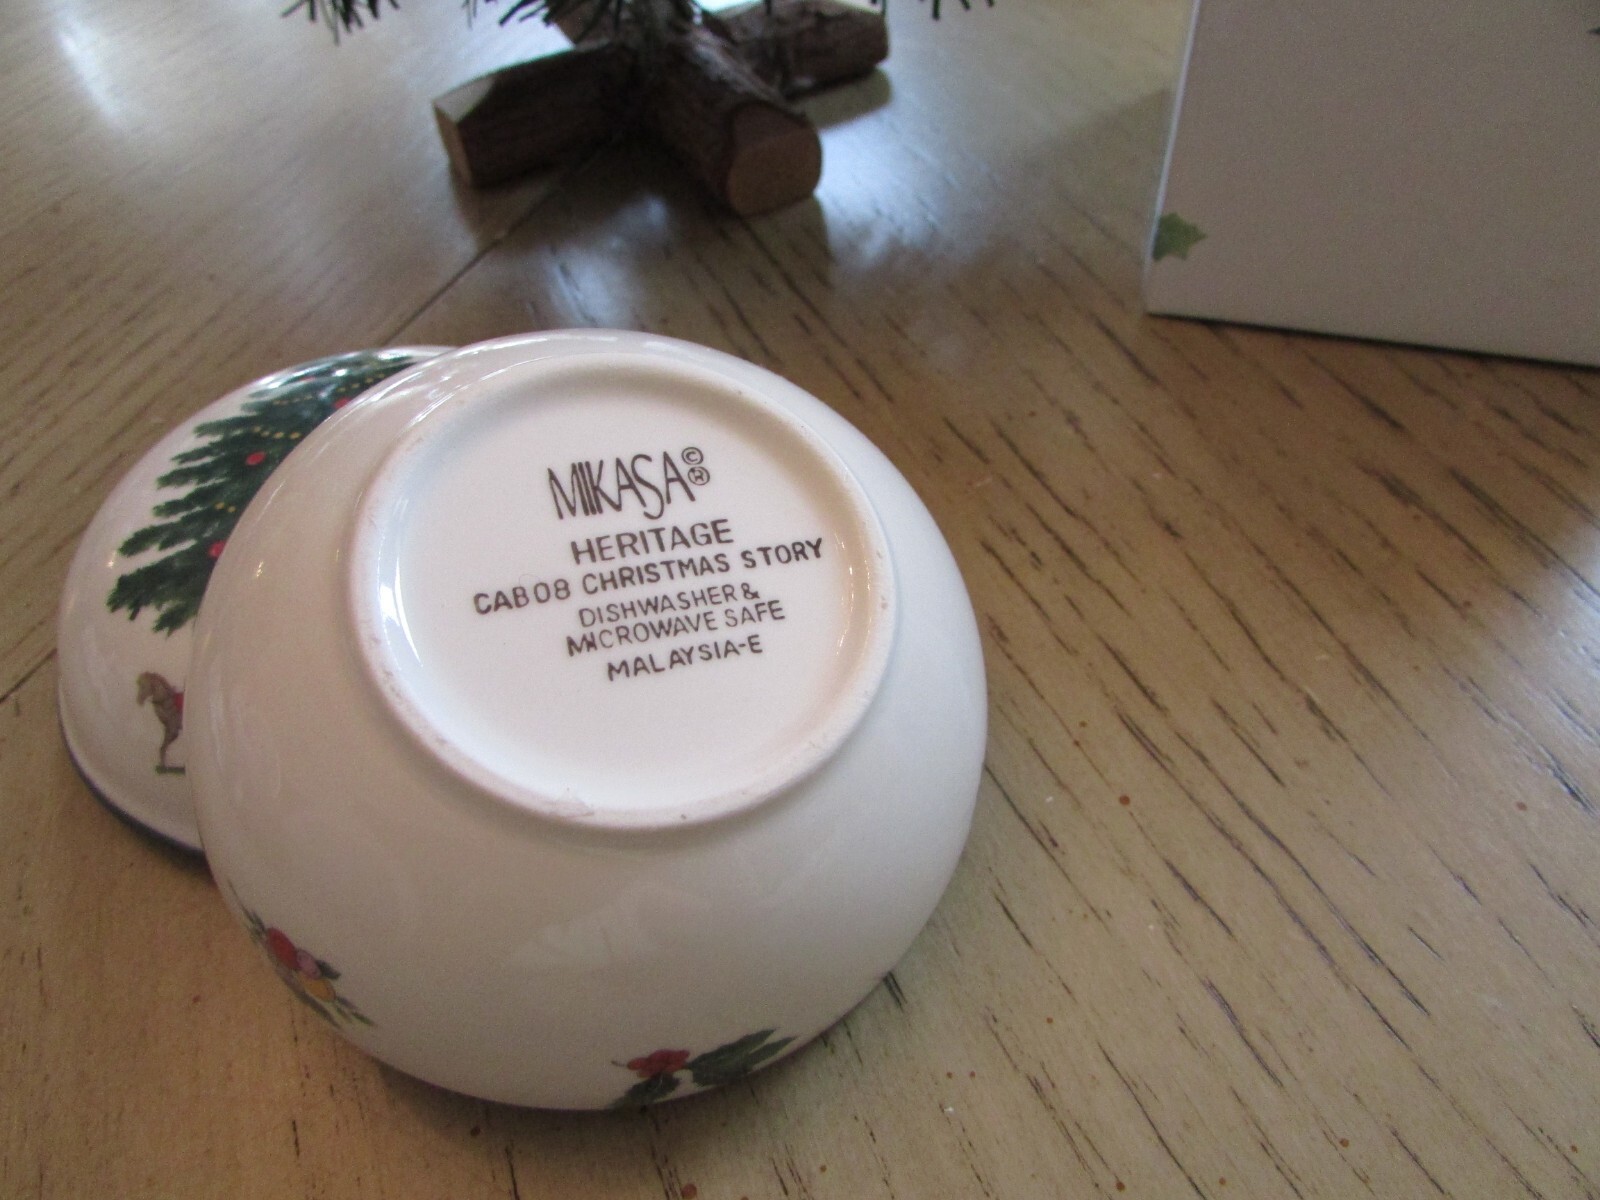 MIKASA © ®
HERITAGE
CAB08 CHRISTMAS STORY
DISHWASHER &
MICROWAVE SAFE
MALAYSIA-E